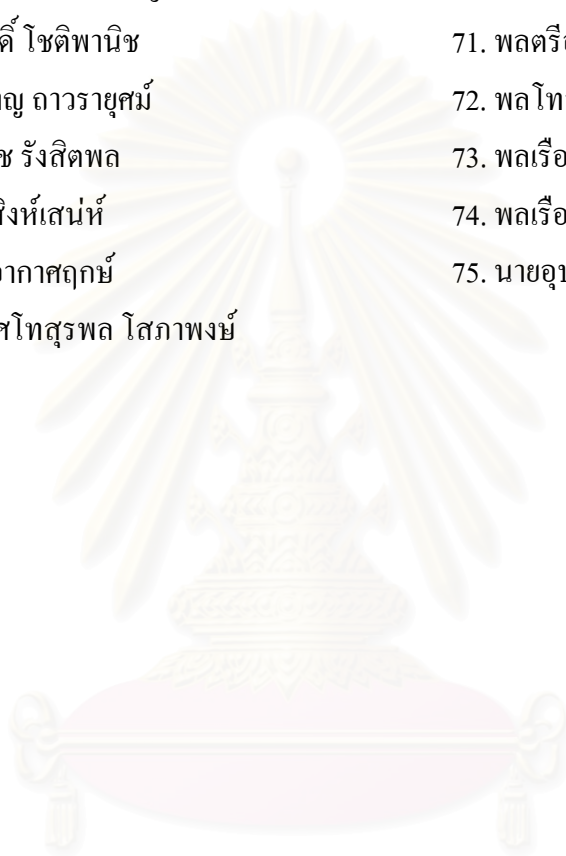 ดิ์ โชติพานิช
71. พลตรี
ญ ถาวรายุศม์
72. พลโท
ช รังสิตพล
73. พลเรือ
สิงห์เสน่ห์
74. พลเรือ
อากาศฤกษ์
75. นายอุ
ศโทสุรพล โสภาพงษ์